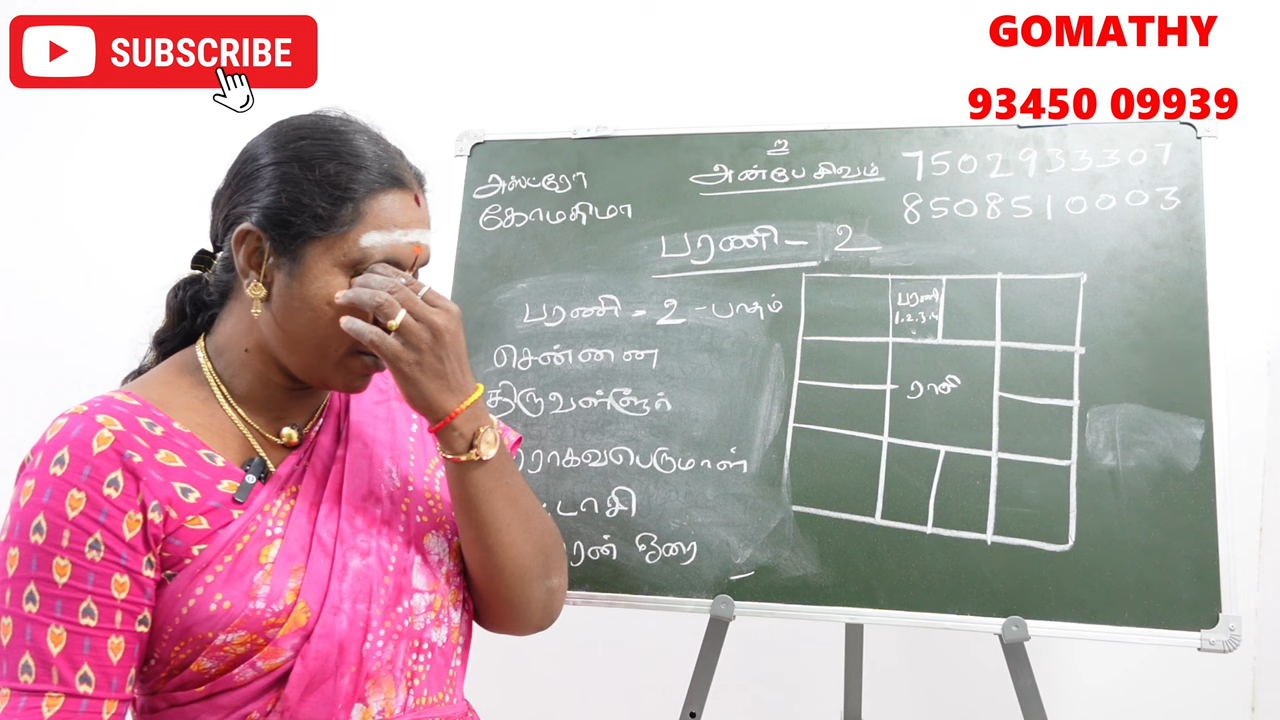 SUBSCRIBE
GOMATHY
93450 09939
உ
அஸ்ட்ரோ
கோமதிமா
அன்பே சிவம்
7502933307
8508510003
பரணி - 2
பரணி - 2 - பாதம்
சென்னை
திருவள்ளூர்
ராகவபெருமாள்
டாசி
ரன் ஓரை
பரணி
1.2.3.4
ராசி